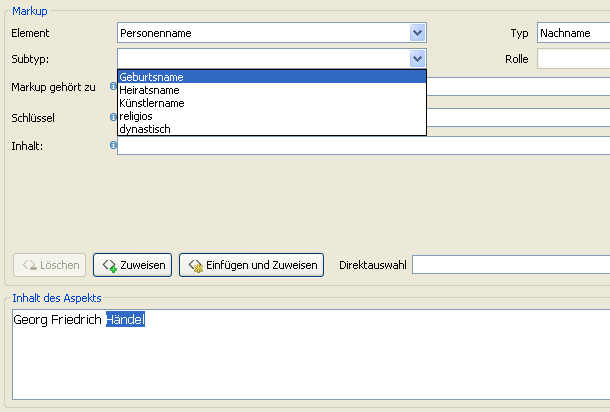 Markup
Element Personenname Typ Nachname
Subtyp: Rolle
Geburtsname
Heiratsname
Künstlername
religios
dynastisch
Markup gehört zu
Schlüssel
Inhalt:
Löschen Zuweisen Einfügen und Zuweisen Direktauswahl
Inhalt des Aspekts
Georg Friedrich Händel